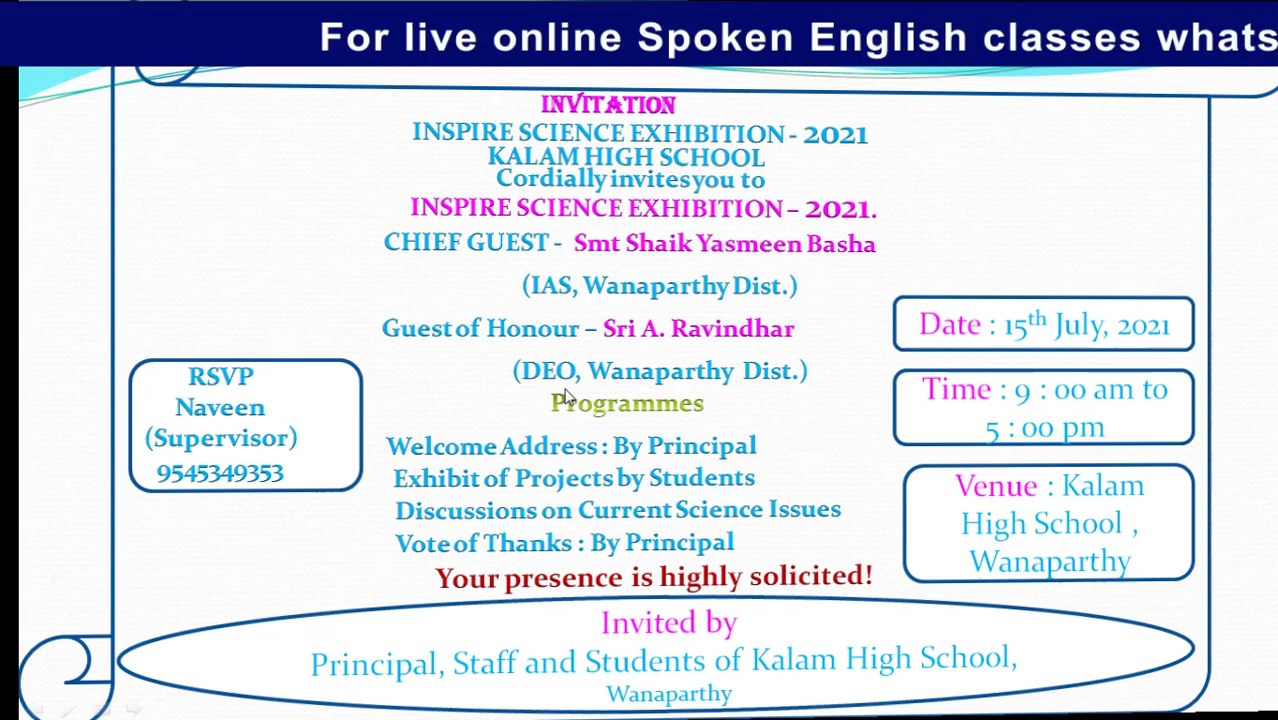 For live online Spoken English classes whats
INVITATION
INSPIRE SCIENCE EXHIBITION - 2021
KALAM HIGH SCHOOL
Cordially invites you to
INSPIRE SCIENCE EXHIBITION – 2021.
CHIEF GUEST - Smt Shaik Yasmeen Basha
(IAS, Wanaparthy Dist.)
Guest of Honour – Sri A. Ravindhar
(DEO, Wanaparthy Dist.)
Programmes
Welcome Address : By Principal
Exhibit of Projects by Students
Discussions on Current Science Issues
Vote of Thanks : By Principal
Your presence is highly solicited!
RSVP
Naveen
(Supervisor)
9545349353
Date : 15th July, 2021
Time : 9 : 00 am to
5 : 00 pm
Venue : Kalam
High School ,
Wanaparthy
Invited by
Principal, Staff and Students of Kalam High School,
Wanaparthy